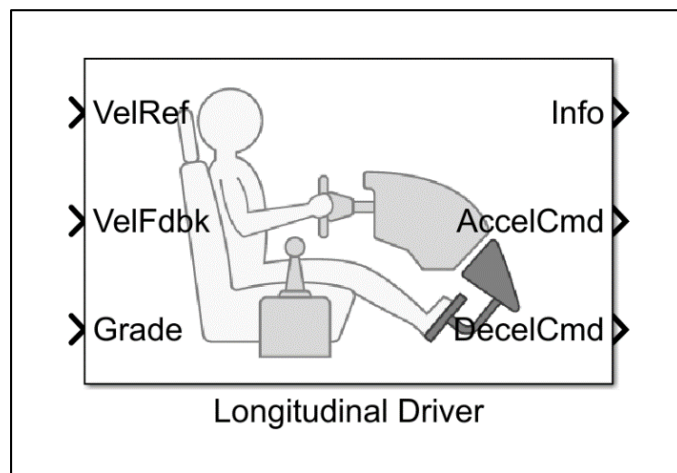 VelRef
Info
VelFdbk
AccelCmd
Grade
DecelCmd
Longitudinal Driver